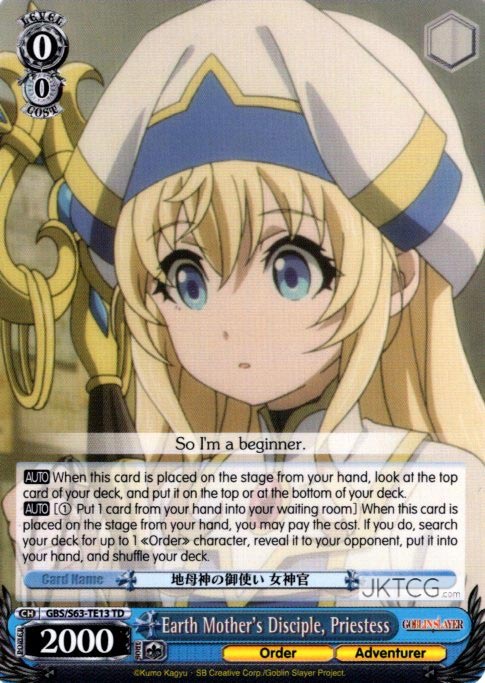 LEVEL
0
0
COST
So I'm a beginner.
AUTO When this card is placed on the stage from your hand, look at the top
card of your deck, and put it on the top or at the bottom of your deck.
AUTO [① Put 1 card from your hand into your waiting room] When this card is
placed on the stage from your hand, you may pay the cost. If you do, search
your deck for up to 1 «Order» character, reveal it to your opponent, put it into
your hand, and shuffle your deck.
Card Name 地母神の御使い 女神官
JKTCG.com
CH GBS/S63-TE13 TD
POWER 2000 SOUL Earth Mother's Disciple, Priestess GOBLIN SLAYER
Order Adventurer
©Kumo Kagyu・SB Creative Corp./Goblin Slayer Project.